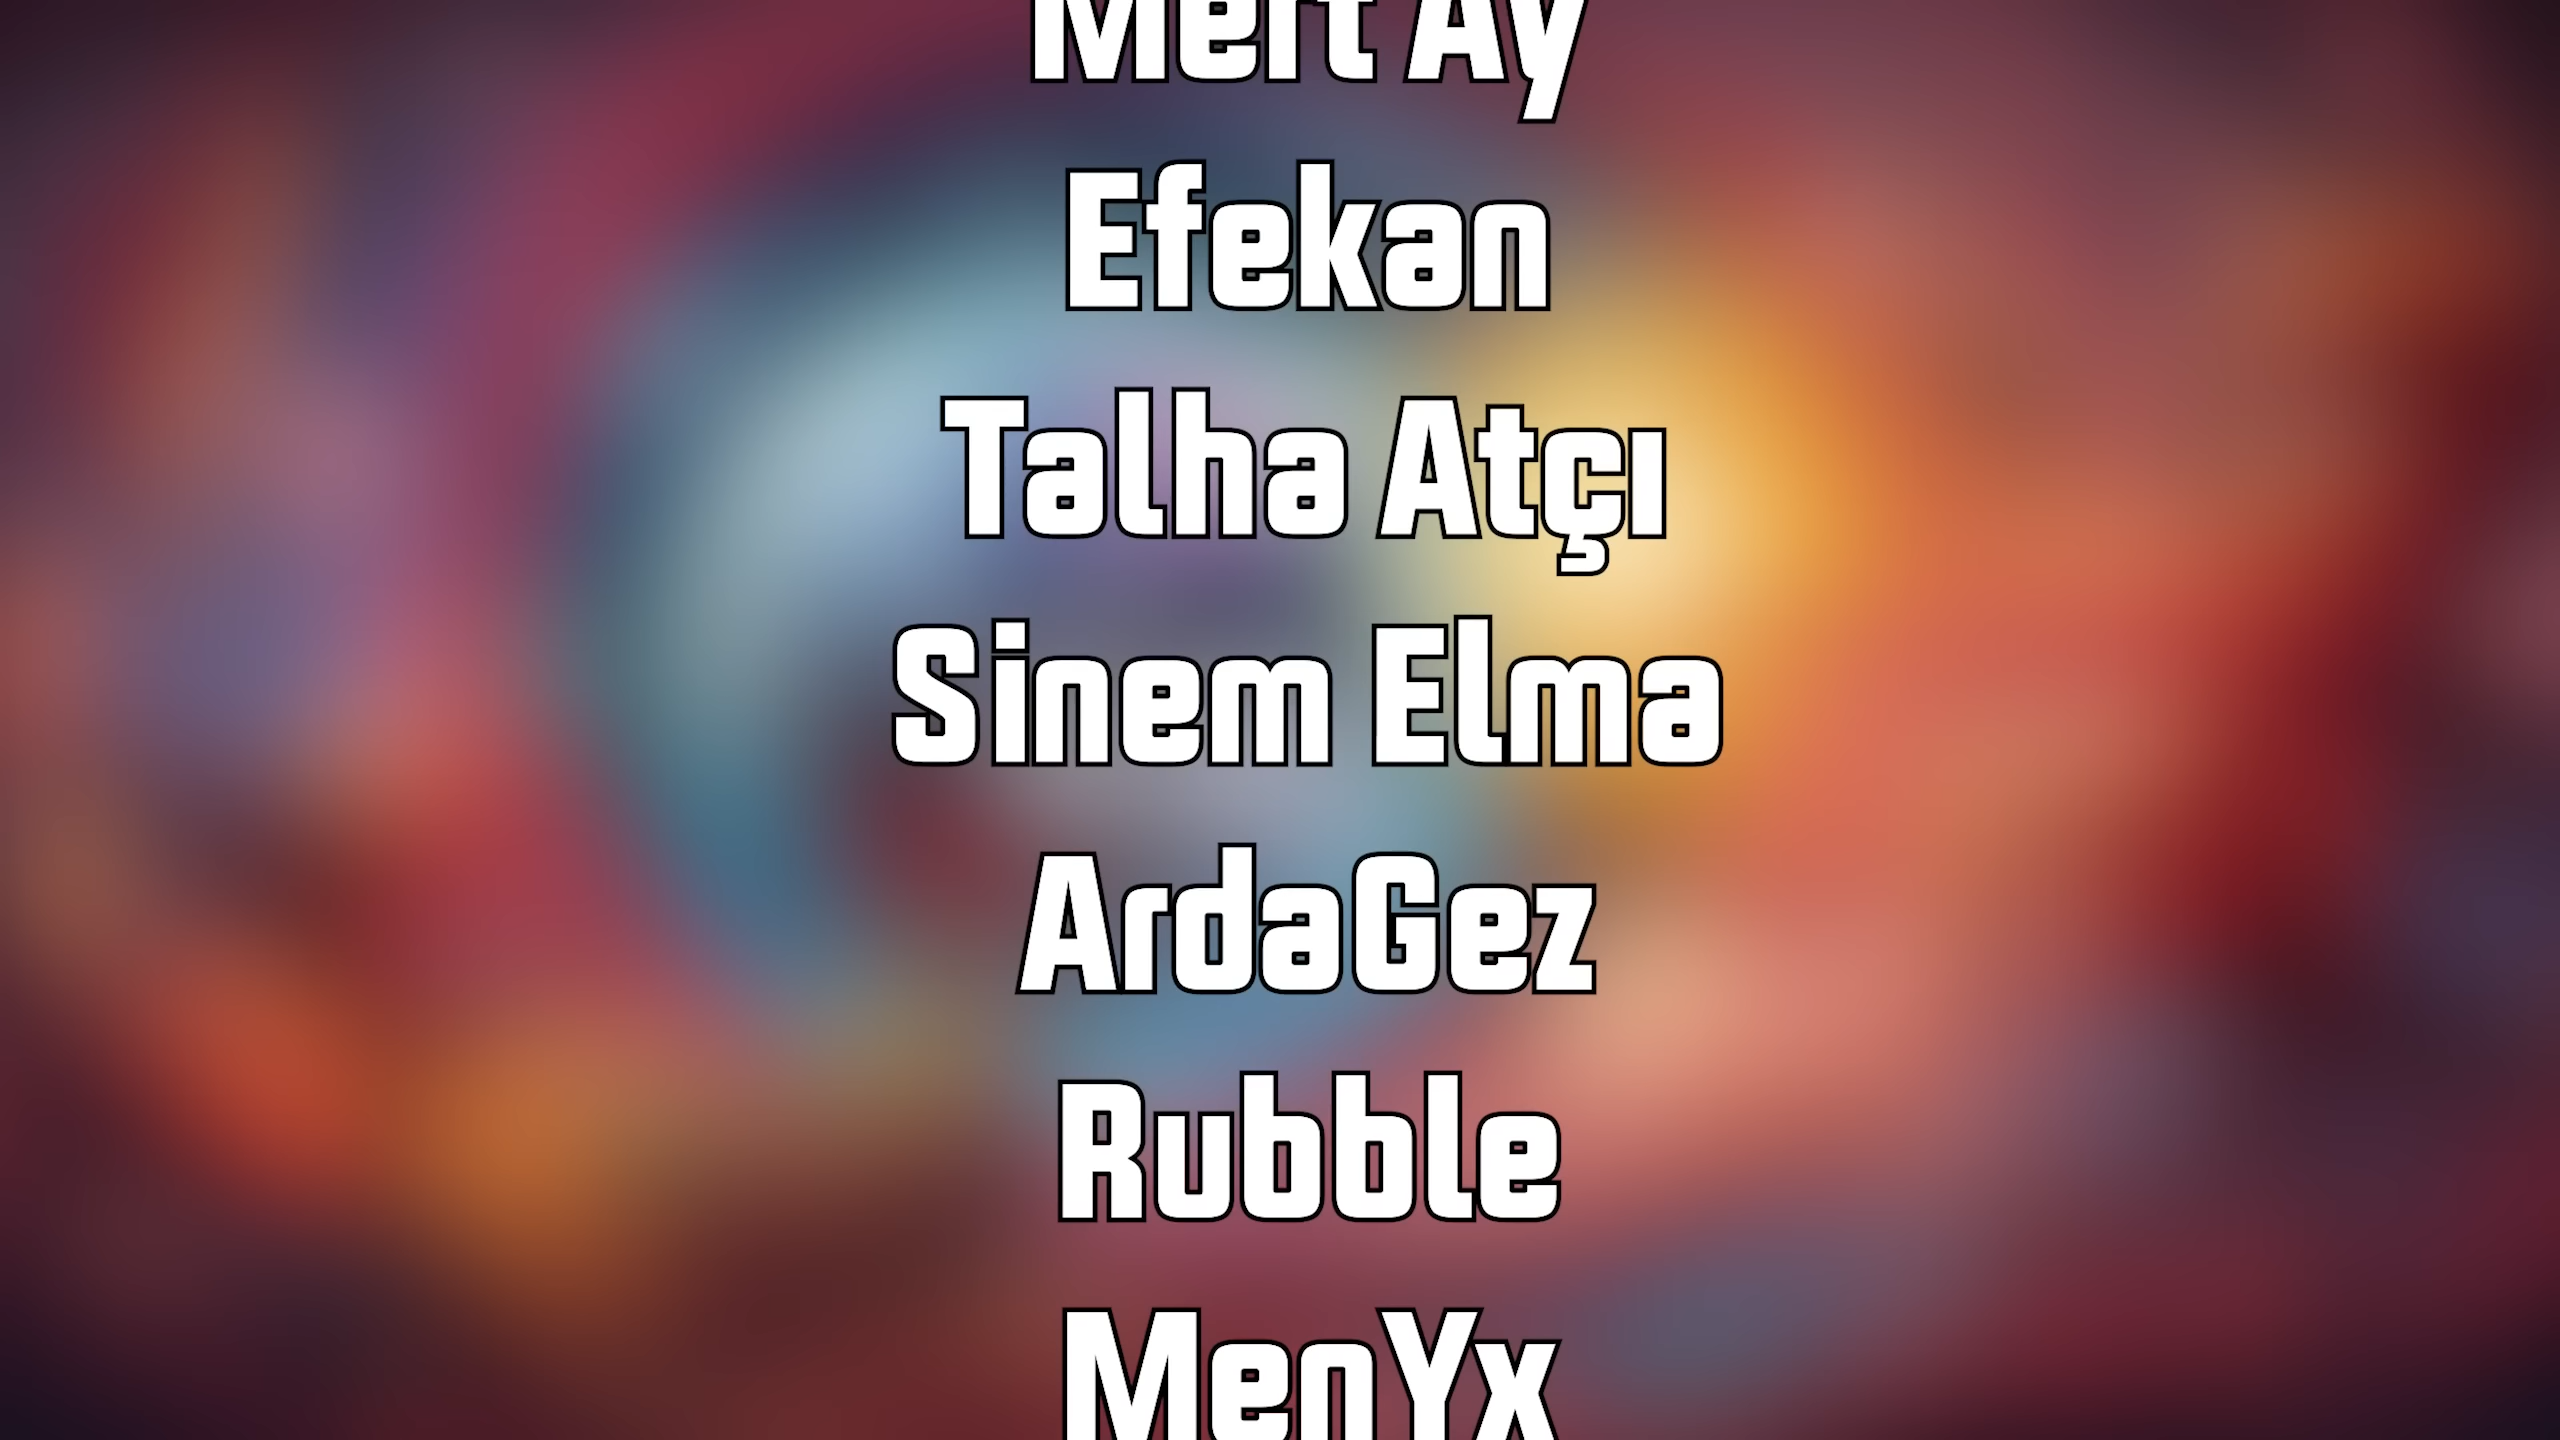 Mert Ay
Efekan
Talha Atçı
Sinem Elma
ArdaGez
Rubble
MenYx